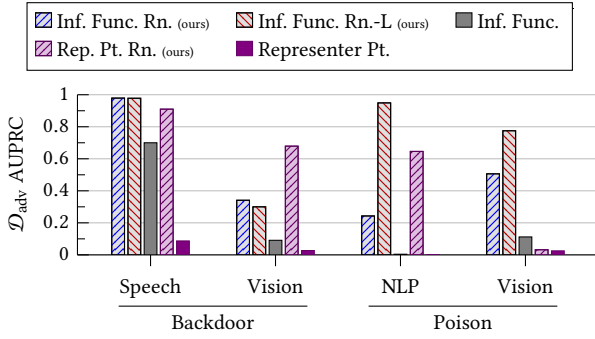 Inf. Func. Rn. (ours) Inf. Func. Rn.-L (ours) Inf. Func.
Rep. Pt. Rn. (ours) Representer Pt.
1
0.8
0.6
0.4
0.2
0
𝒟adv AUPRC
Speech Vision NLP Vision
Backdoor Poison